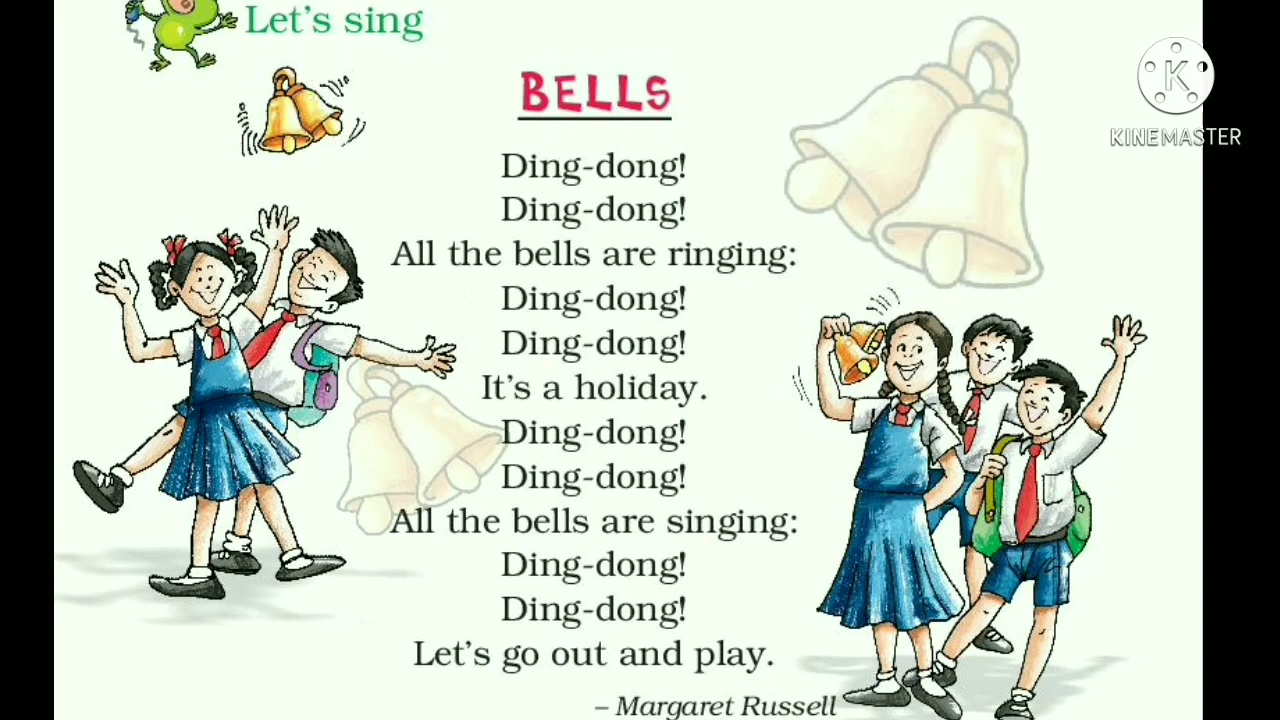 Let's sing
BELLS
Ding-dong!
Ding-dong!
All the bells are ringing:
Ding-dong!
Ding-dong!
It's a holiday.
Ding-dong!
Ding-dong!
All the bells are singing:
Ding-dong!
Ding-dong!
Let's go out and play.
– Margaret Russell
K
KINEMASTER